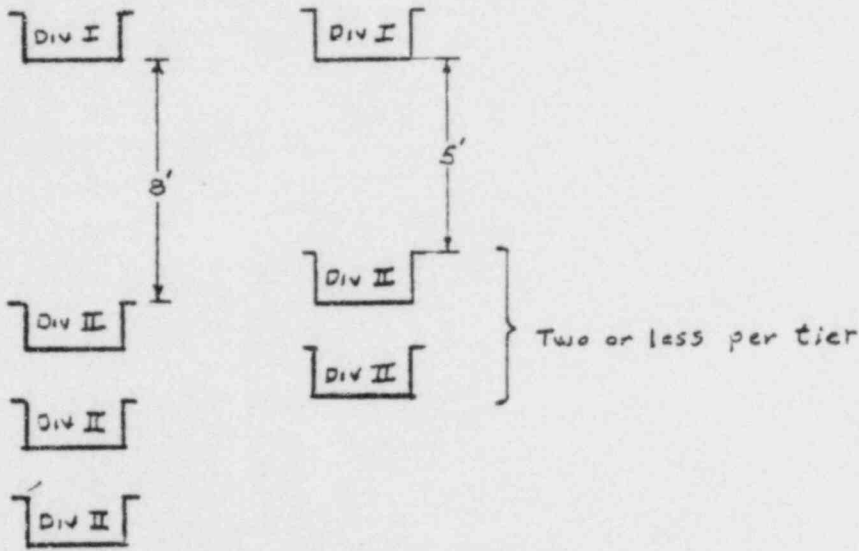 Div I
Div I
8'
5'
Div II
Div II
Two or less per tier
Div II
Div II
Div II